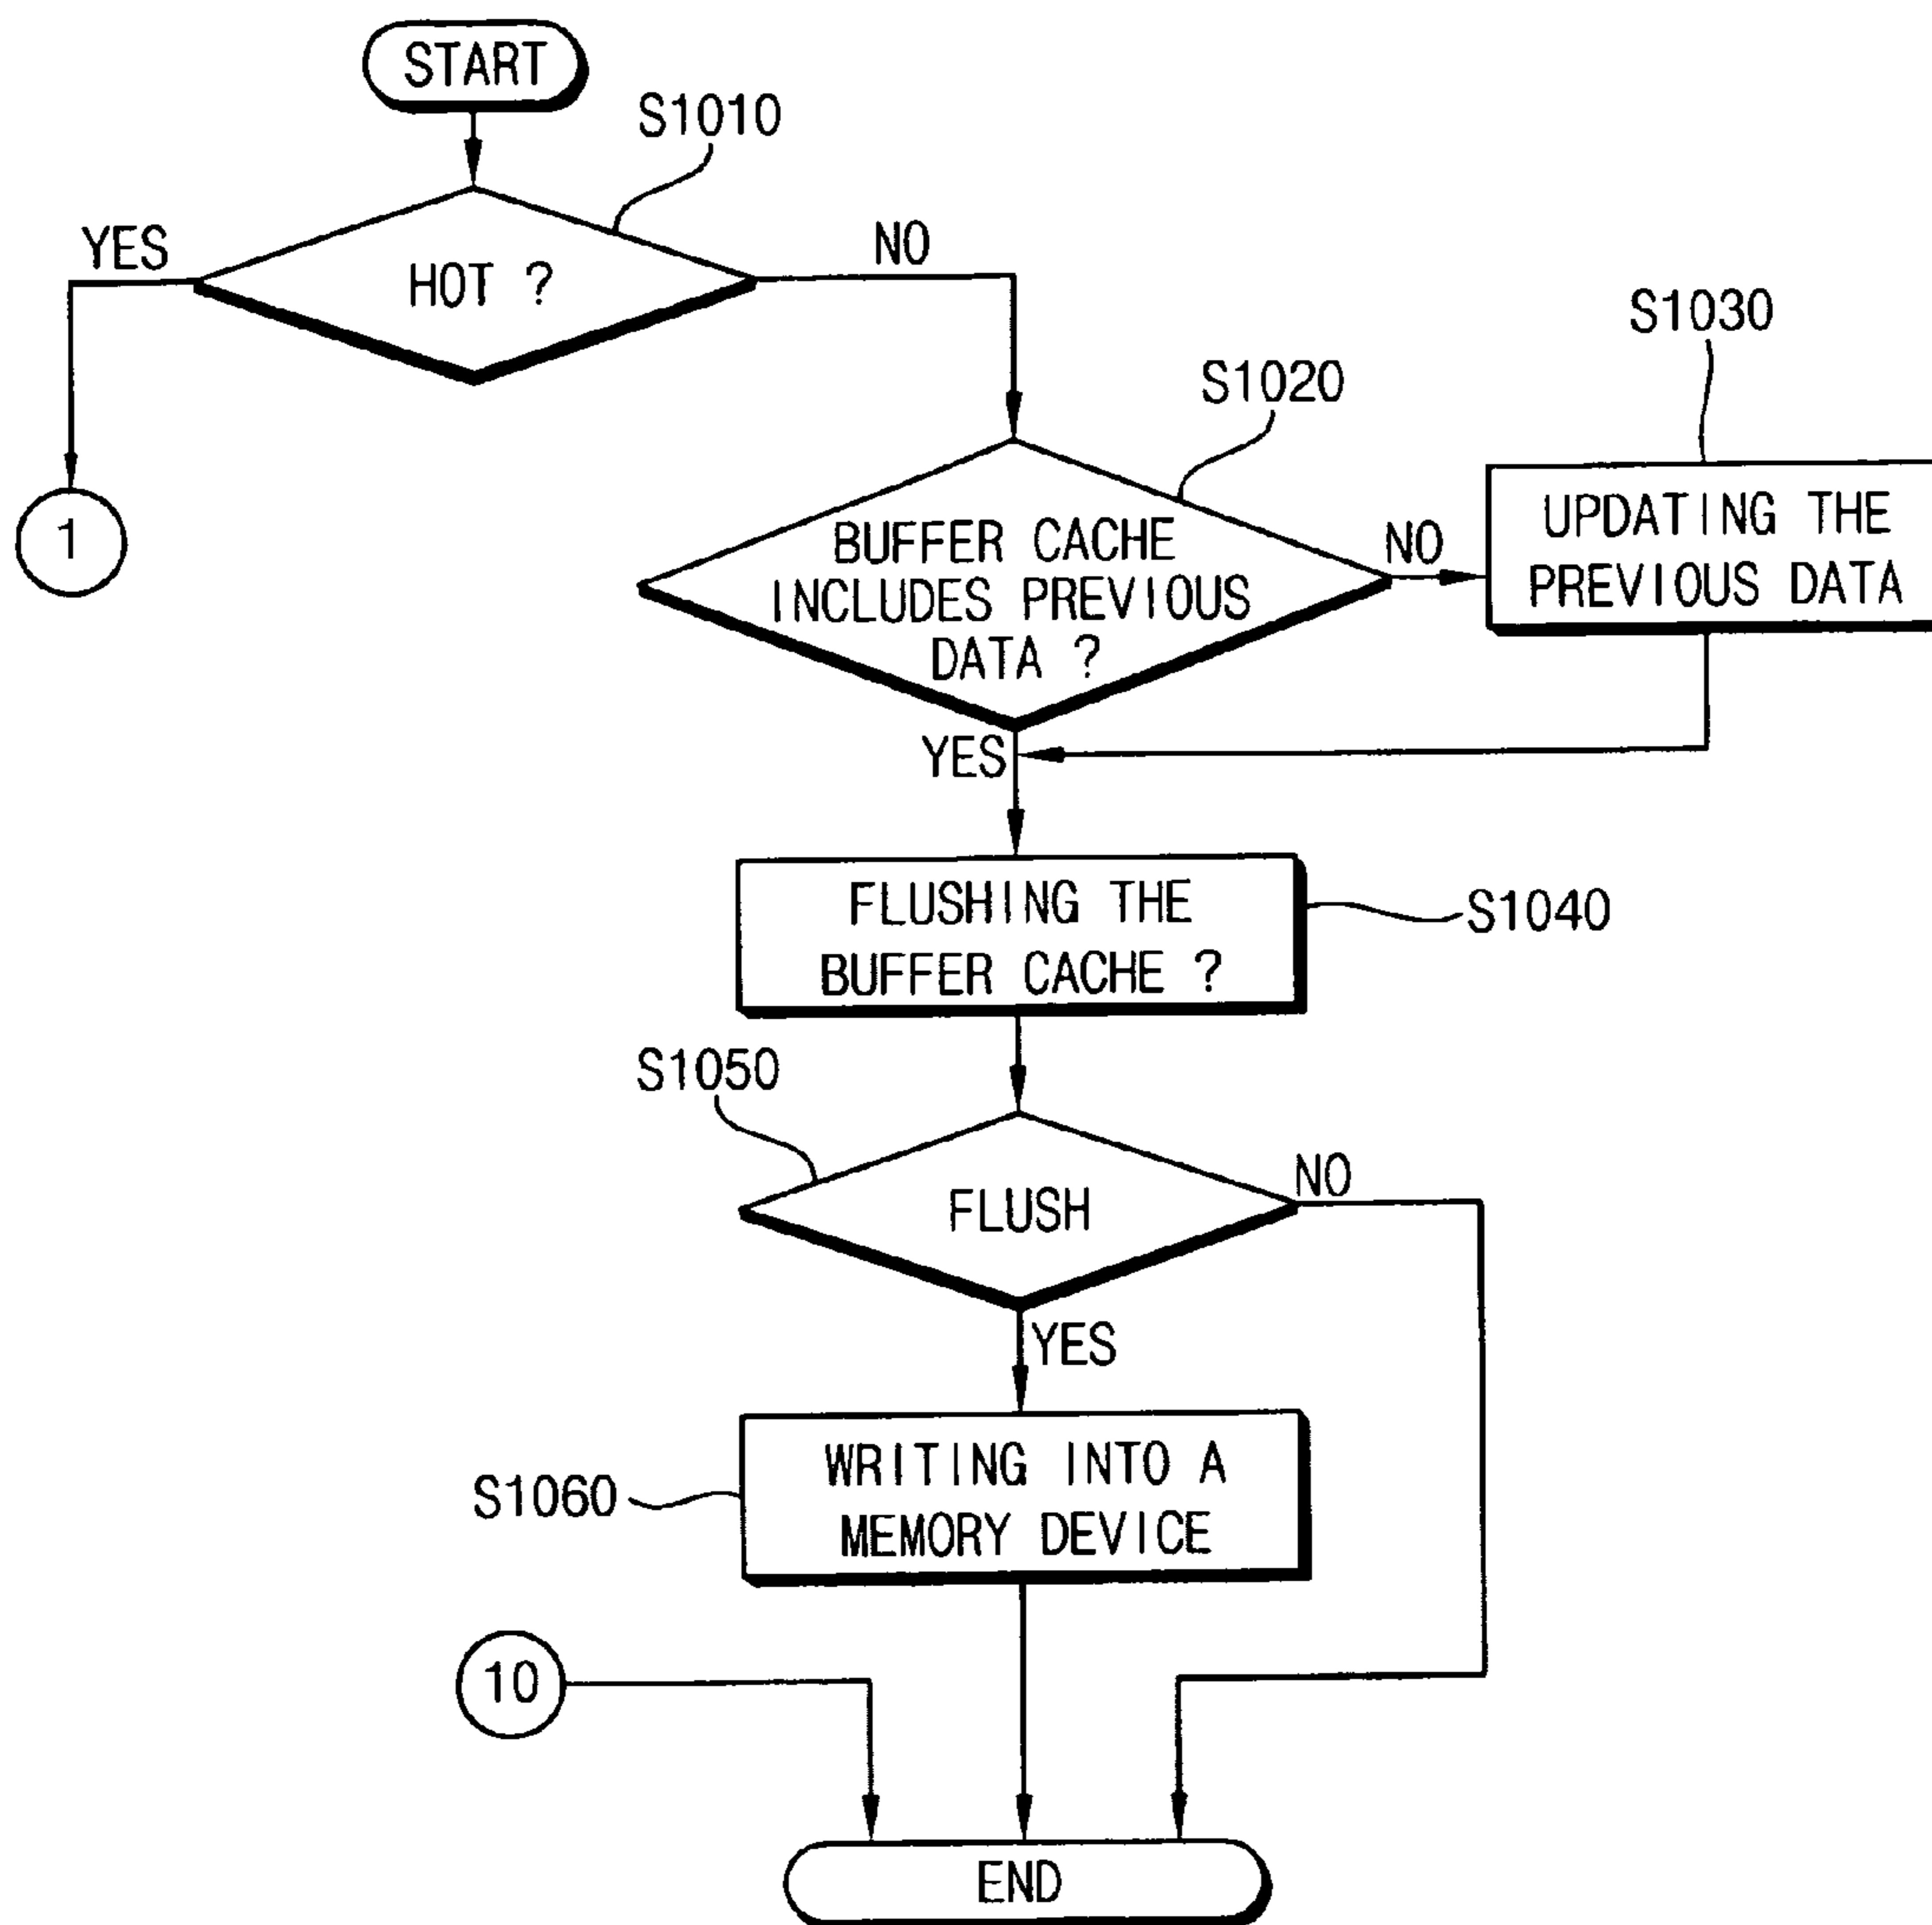 START
S1010
YES
NO
HOT ?
S1030
S1020
1
BUFFER CACHE
INCLUDES PREVIOUS
DATA ?
NO
UPDATING THE
PREVIOUS DATA
YES
FLUSHING THE
BUFFER CACHE ?
S1040
S1050
FLUSH
NO
YES
WRITING INTO A
MEMORY DEVICE
S1060
10
END